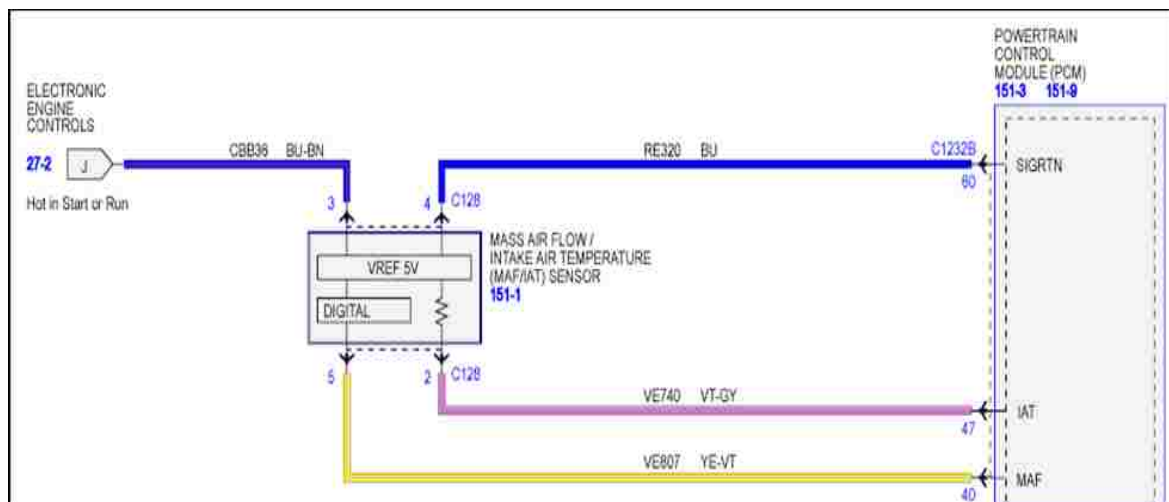 POWERTRAIN
CONTROL
MODULE (PCM)
151-3 151-9
ELECTRONIC
ENGINE
CONTROLS
27-2 J
Hot in Start or Run
CBB36 BU-BN
RE320 BU
C1232B
60
SIGRTN
3
4 C128
MASS AIR FLOW /
INTAKE AIR TEMPERATURE
(MAF/IAT) SENSOR
151-1
VREF 5V
DIGITAL
5
2 C128
VE740 VT-GY
47
IAT
VE807 YE-VT
40
MAF